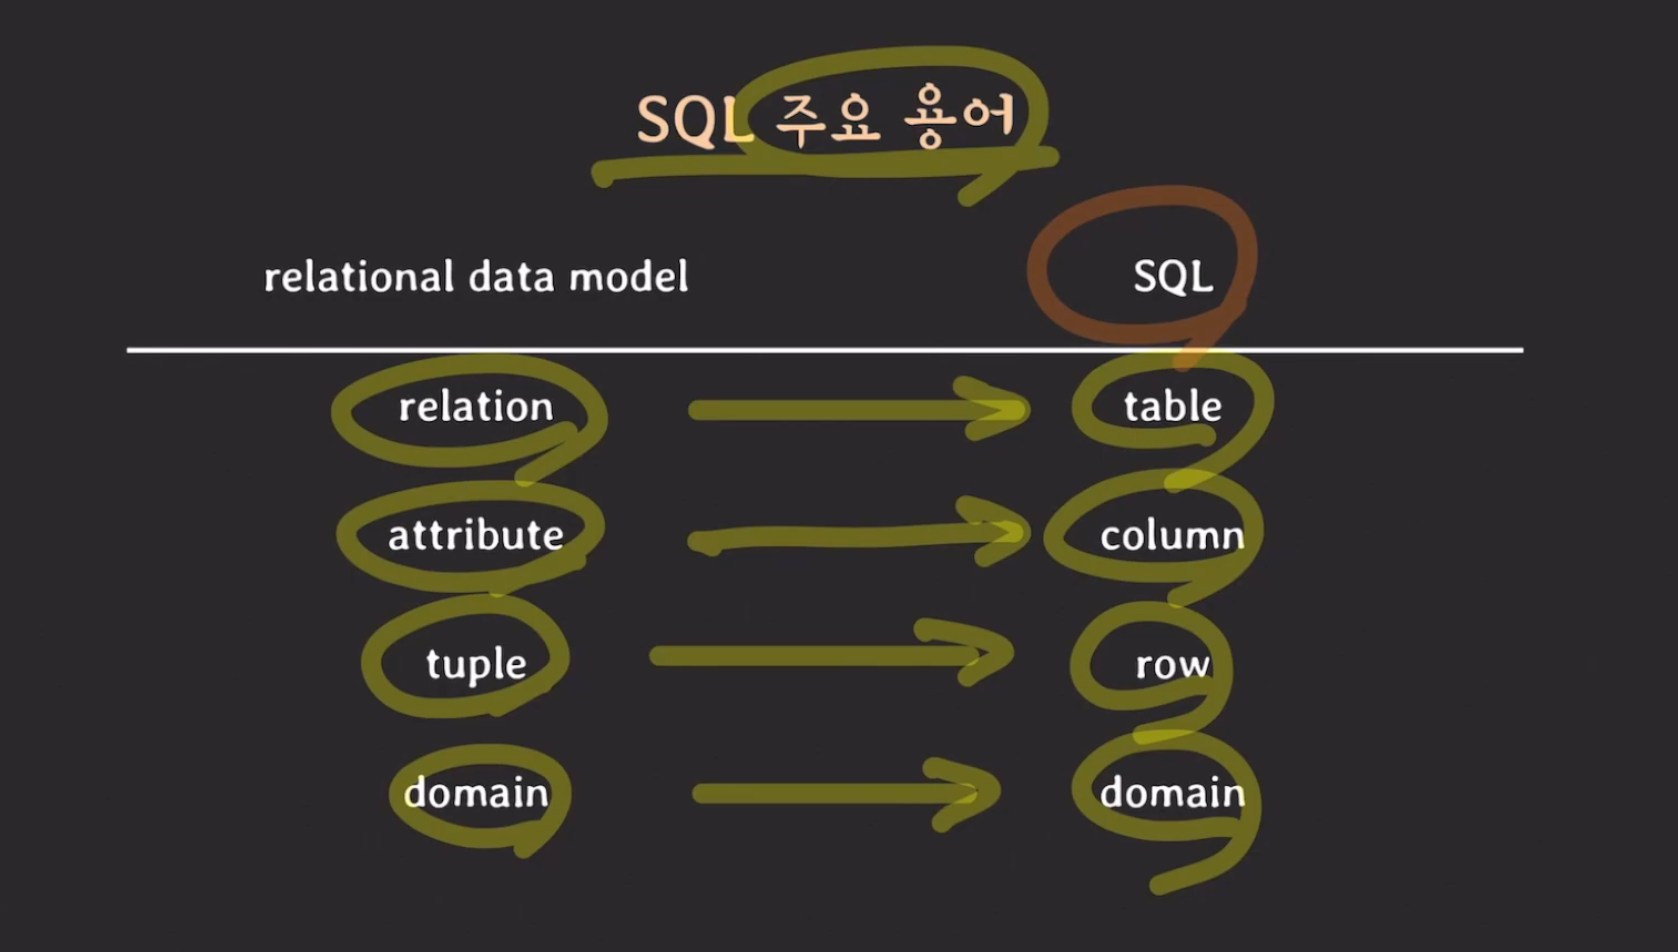 SQL 주요 용어
relational data model SQL
relation table
attribute column
tuple row
domain domain